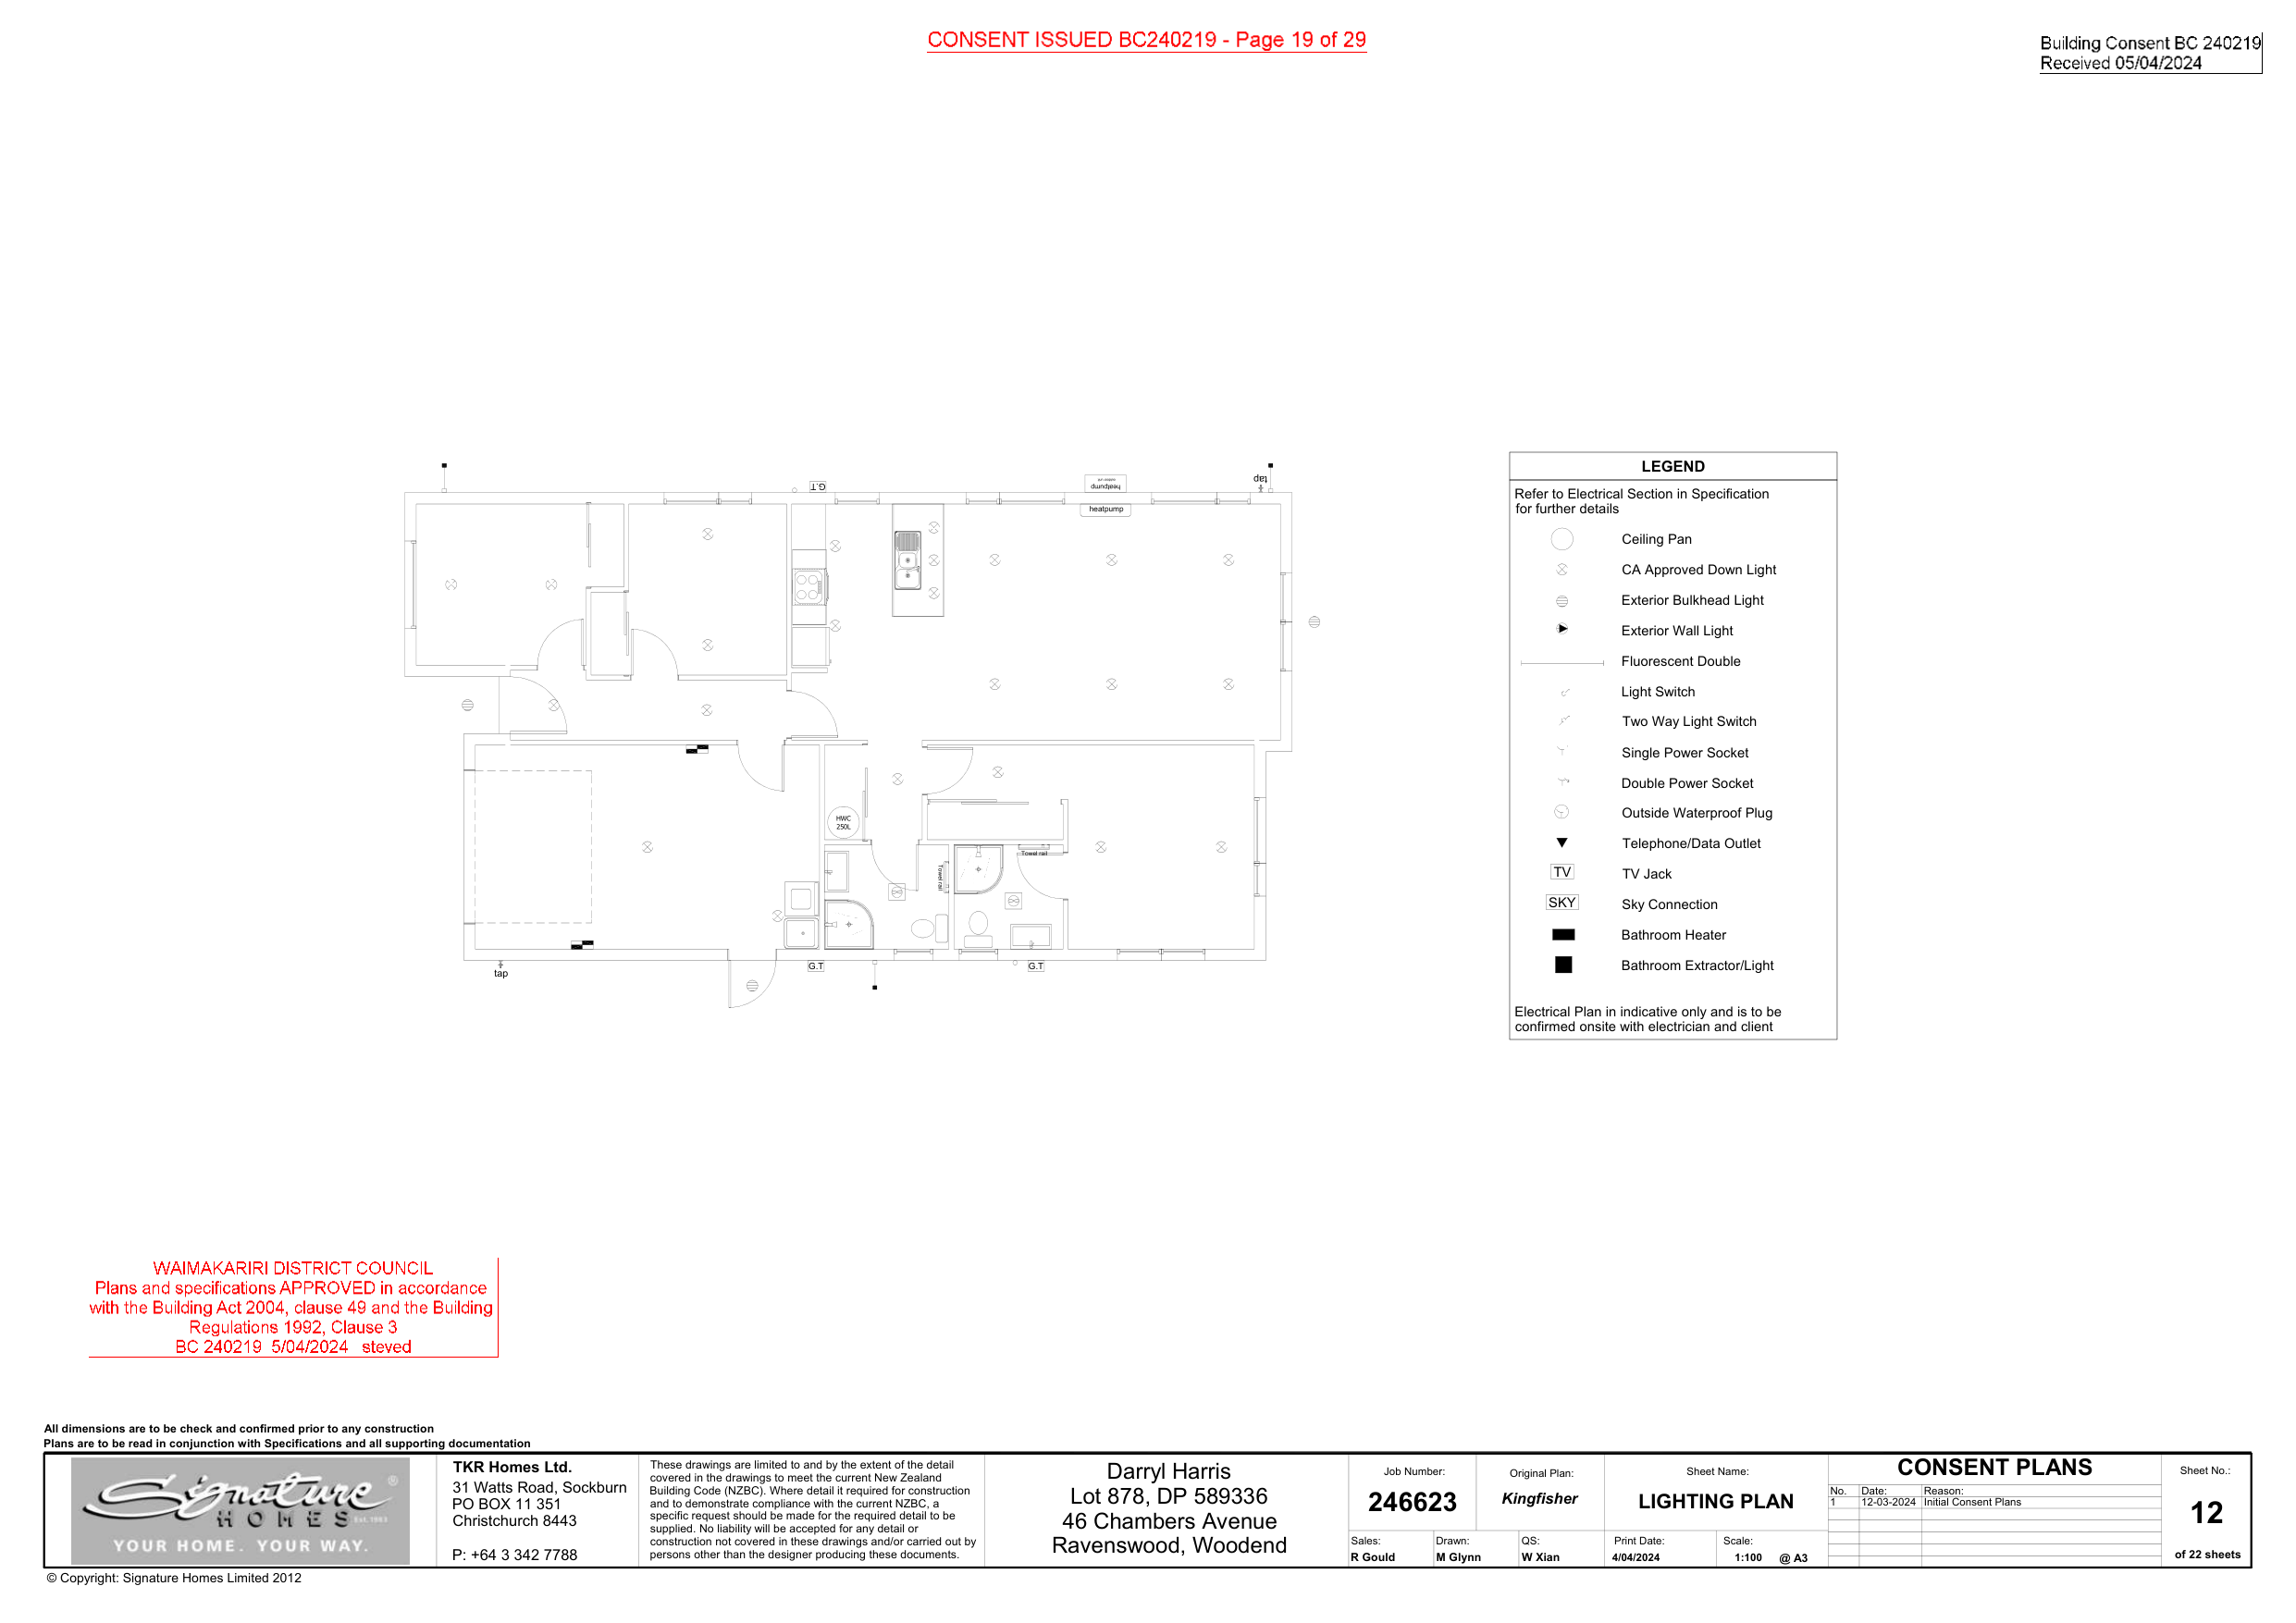 CONSENT ISSUED BC240219 - Page 19 of 29
Building Consent BC 240219
Received 05/04/2024
G.T
heatpump
tap
heatpump
HWC
250L
Towel rail
Towel rail
tap
G.T
G.T
LEGEND
Refer to Electrical Section in Specification
for further details
Ceiling Pan
CA Approved Down Light
Exterior Bulkhead Light
Exterior Wall Light
Fluorescent Double
Light Switch
Two Way Light Switch
Single Power Socket
Double Power Socket
Outside Waterproof Plug
Telephone/Data Outlet
TV TV Jack
SKY Sky Connection
Bathroom Heater
Bathroom Extractor/Light
Electrical Plan in indicative only and is to be
confirmed onsite with electrician and client
WAIMAKARIRI DISTRICT COUNCIL
Plans and specifications APPROVED in accordance
with the Building Act 2004, clause 49 and the Building
Regulations 1992, Clause 3
BC 240219 5/04/2024 steved
All dimensions are to be check and confirmed prior to any construction
Plans are to be read in conjunction with Specifications and all supporting documentation
Signature ®
HOMES Est. 1983
YOUR HOME. YOUR WAY.
TKR Homes Ltd.
31 Watts Road, Sockburn
PO BOX 11 351
Christchurch 8443
P: +64 3 342 7788
These drawings are limited to and by the extent of the detail
covered in the drawings to meet the current New Zealand
Building Code (NZBC). Where detail it required for construction
and to demonstrate compliance with the current NZBC, a
specific request should be made for the required detail to be
supplied. No liability will be accepted for any detail or
construction not covered in these drawings and/or carried out by
persons other than the designer producing these documents.
Darryl Harris
Lot 878, DP 589336
46 Chambers Avenue
Ravenswood, Woodend
Job Number:
246623
Original Plan:
Kingfisher
Sheet Name:
LIGHTING PLAN
Sales:
R Gould
Drawn:
M Glynn
QS:
W Xian
Print Date:
4/04/2024
Scale:
1:100 @ A3
CONSENT PLANS
No. Date: Reason:
1 12-03-2024 Initial Consent Plans
Sheet No.:
12
of 22 sheets
© Copyright: Signature Homes Limited 2012